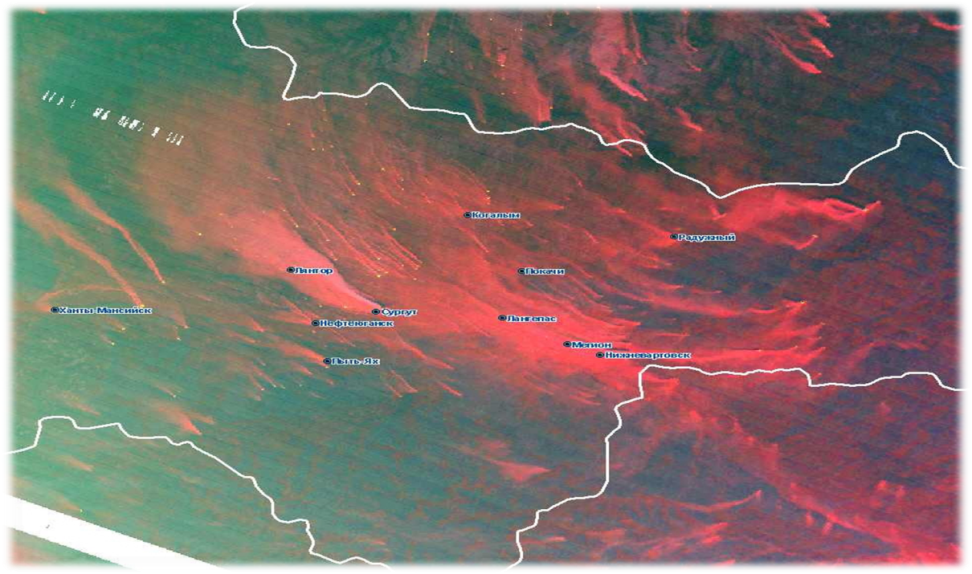 Когалым
Радужный
Лянтор
Покачи
Ханты-Мансийск
Сургут
Нефтеюганск
Лангепас
Мегион
Нижневартовск
Пыть-Ях